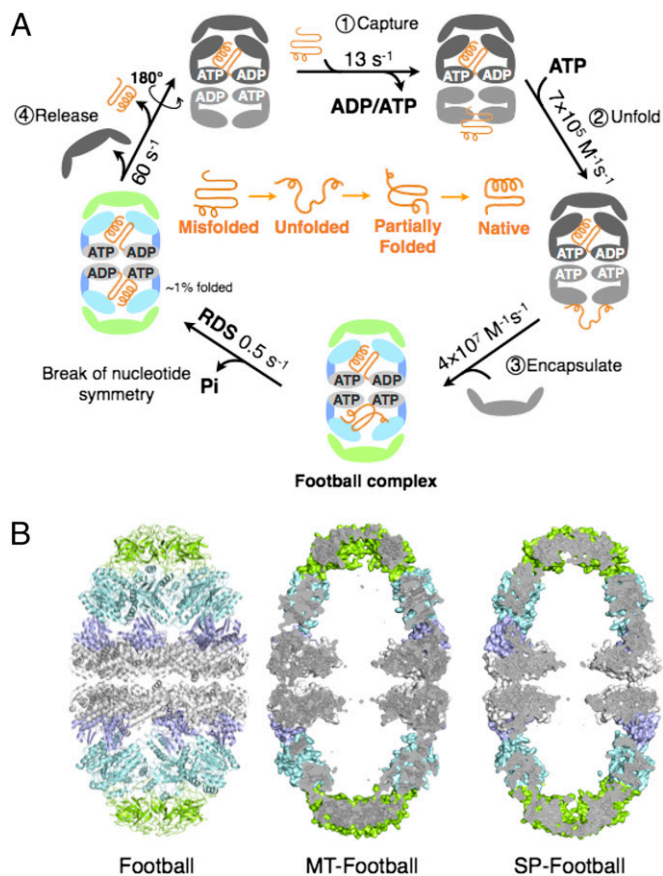 A
① Capture
13 s⁻¹
ADP/ATP
ATP ADP
ADP ADP
ATP ADP
ATP
7×10⁵ M⁻¹s⁻¹
② Unfold
④ Release
180°
60 s⁻¹
Misfolded
Unfolded
Partially
Folded
Native
ATP ADP
ATP ATP
ATP ADP
ADP ATP
~1% folded
RDS 0.5 s⁻¹
Pi
Break of nucleotide
symmetry
4×10⁷ M⁻¹s⁻¹
③ Encapsulate
ATP ADP
ATP ATP
Football complex
B
Football
MT-Football
SP-Football